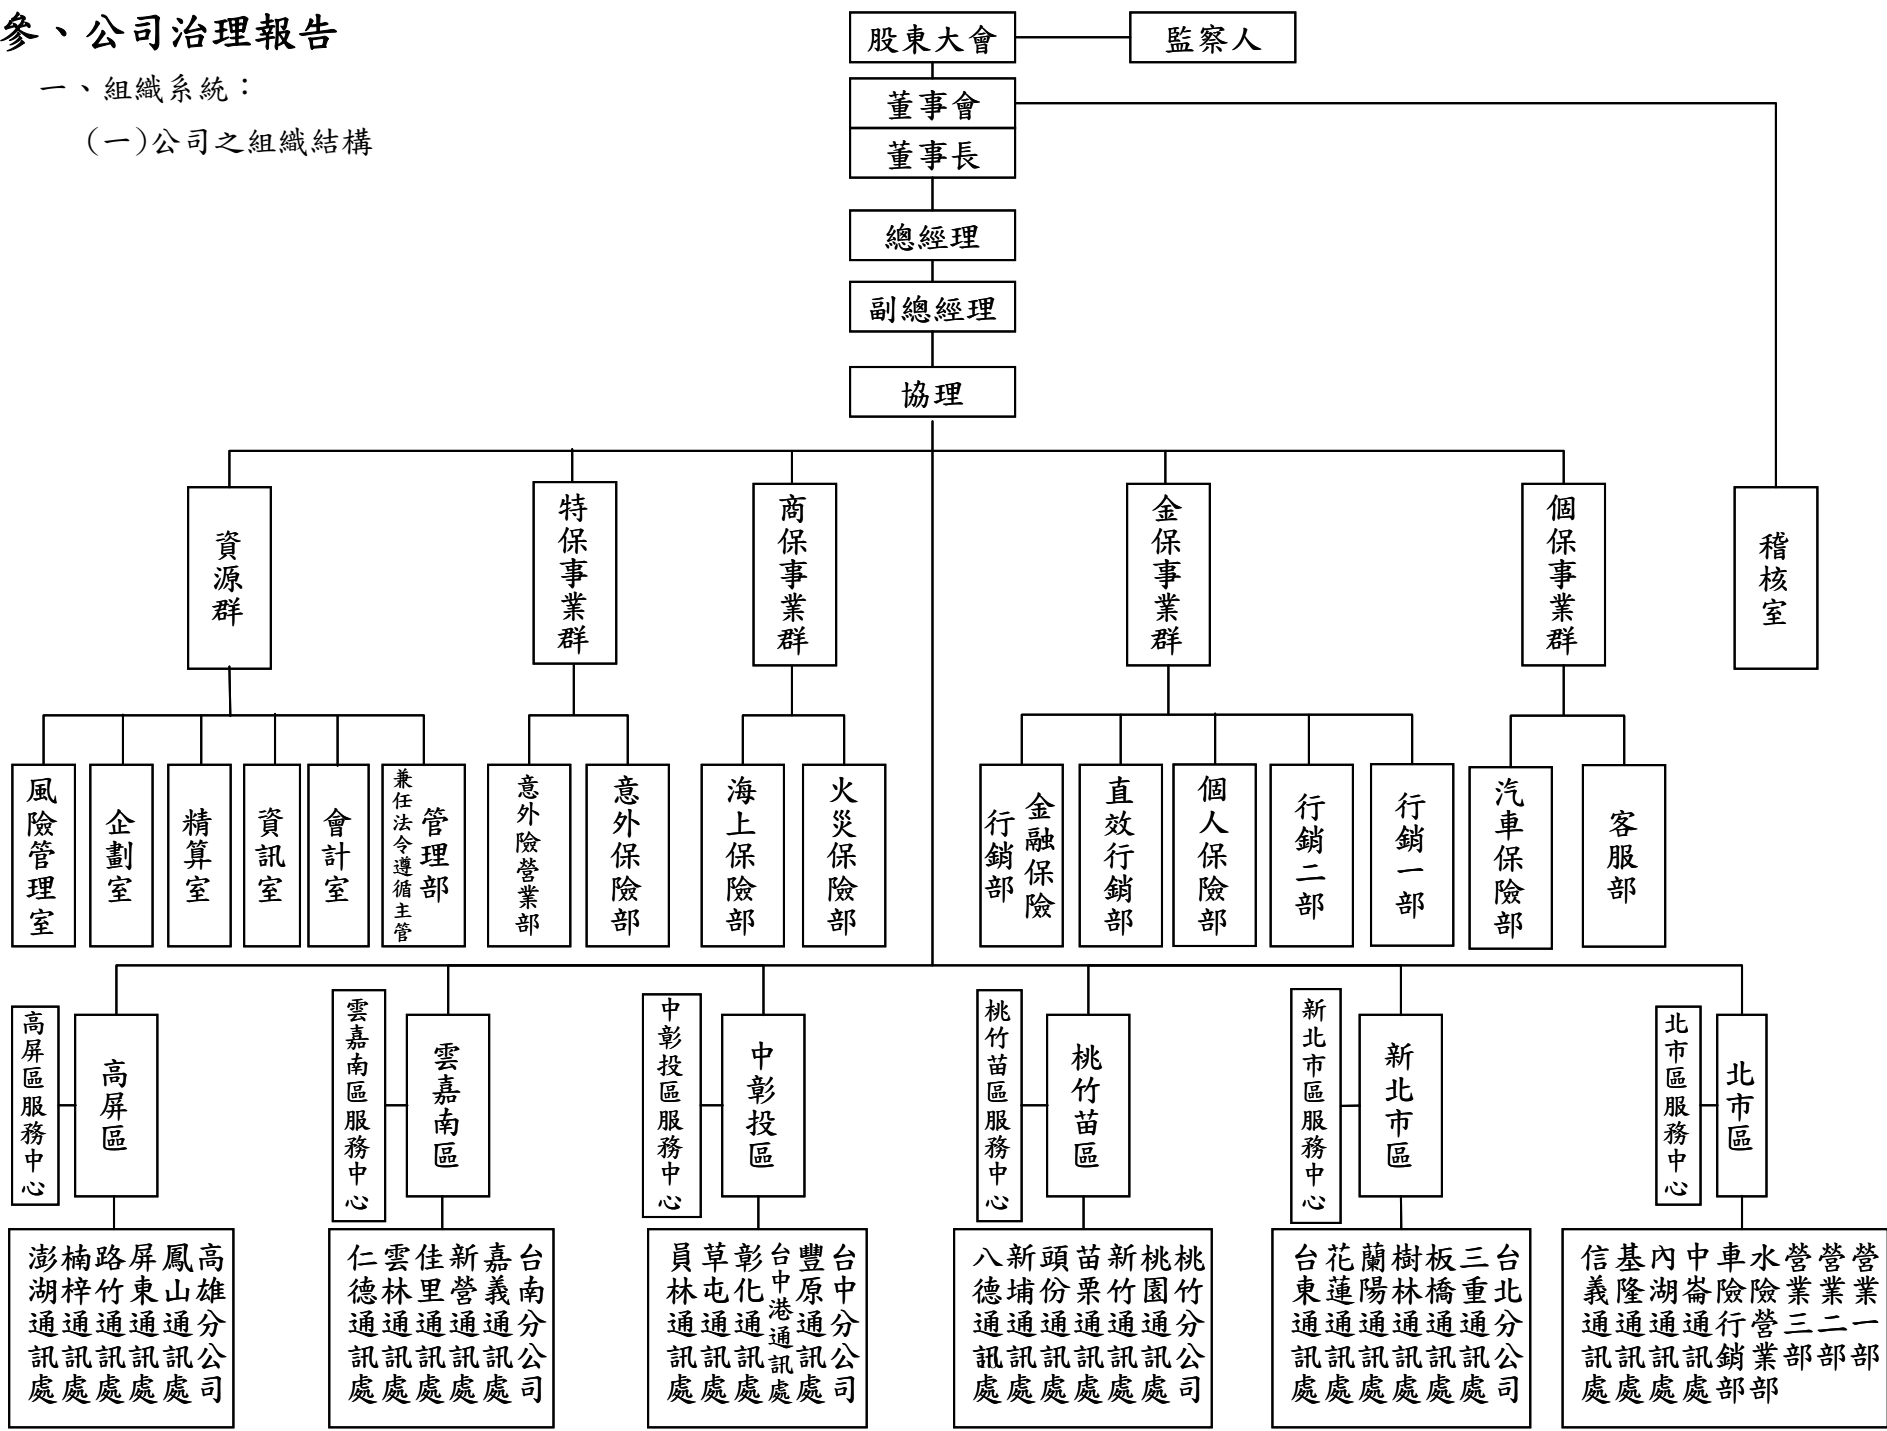 參、公司治理報告
一、組織系統：
(一)公司之組織結構
股東大會
監察人
董事會
董事長
總經理
副總經理
協理
資源群
特保事業群
商保事業群
金保事業群
個保事業群
稽核室
風險管理室
企劃室
精算室
資訊室
會計室
管理部
兼任法令遵循主管
意外險營業部
意外保險部
海上保險部
火災保險部
金融保險
行銷部
直效行銷部
個人保險部
行銷二部
行銷一部
汽車保險部
客服部
高屏區服務中心
高屏區
雲嘉南區服務中心
雲嘉南區
中彰投區服務中心
中彰投區
桃竹苗區服務中心
桃竹苗區
新北市區服務中心
新北市區
北市區服務中心
北市區
高雄分公司
鳳山通訊處
屏東通訊處
路竹通訊處
楠梓通訊處
澎湖通訊處
台南分公司
嘉義通訊處
新營通訊處
佳里通訊處
雲林通訊處
仁德通訊處
台中分公司
豐原通訊處
台中港通訊處
彰化通訊處
草屯通訊處
員林通訊處
桃竹分公司
桃園通訊處
新竹通訊處
苗栗通訊處
頭份通訊處
新埔通訊處
八德通訊處
台北分公司
三重通訊處
板橋通訊處
樹林通訊處
蘭陽通訊處
花蓮通訊處
台東通訊處
營業一部
營業二部
營業三部
水險營業部
車險行銷部
中崙通訊處
內湖通訊處
基隆通訊處
信義通訊處